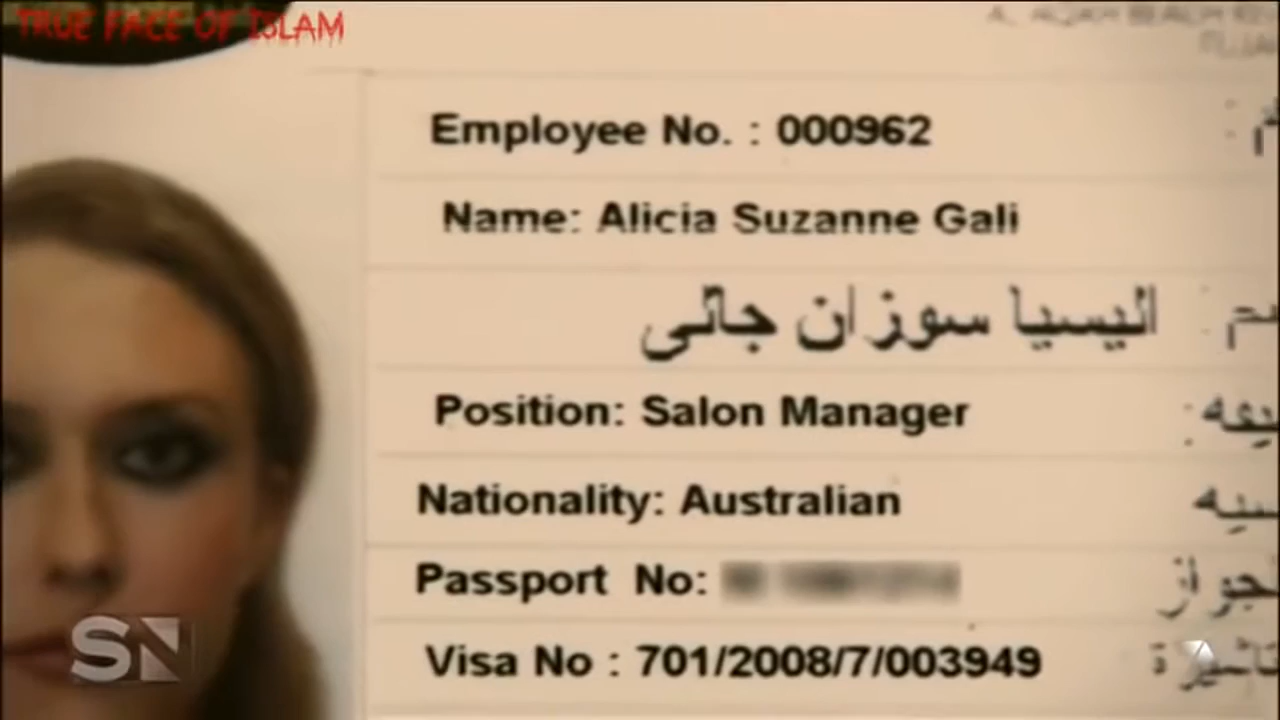 TRUE FACE OF ISLAM
Employee No. : 000962
Name: Alicia Suzanne Gali
اليسيا سوزان جالى
Position: Salon Manager
Nationality: Australian
Passport No:
Visa No : 701/2008/7/003949
SN